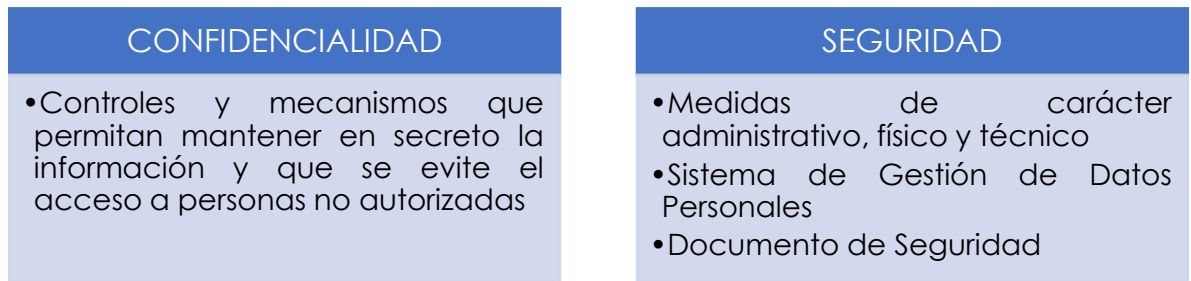 CONFIDENCIALIDAD
•Controles y mecanismos que
permitan mantener en secreto la
información y que se evite el
acceso a personas no autorizadas
SEGURIDAD
•Medidas de carácter
administrativo, físico y técnico
•Sistema de Gestión de Datos
Personales
•Documento de Seguridad